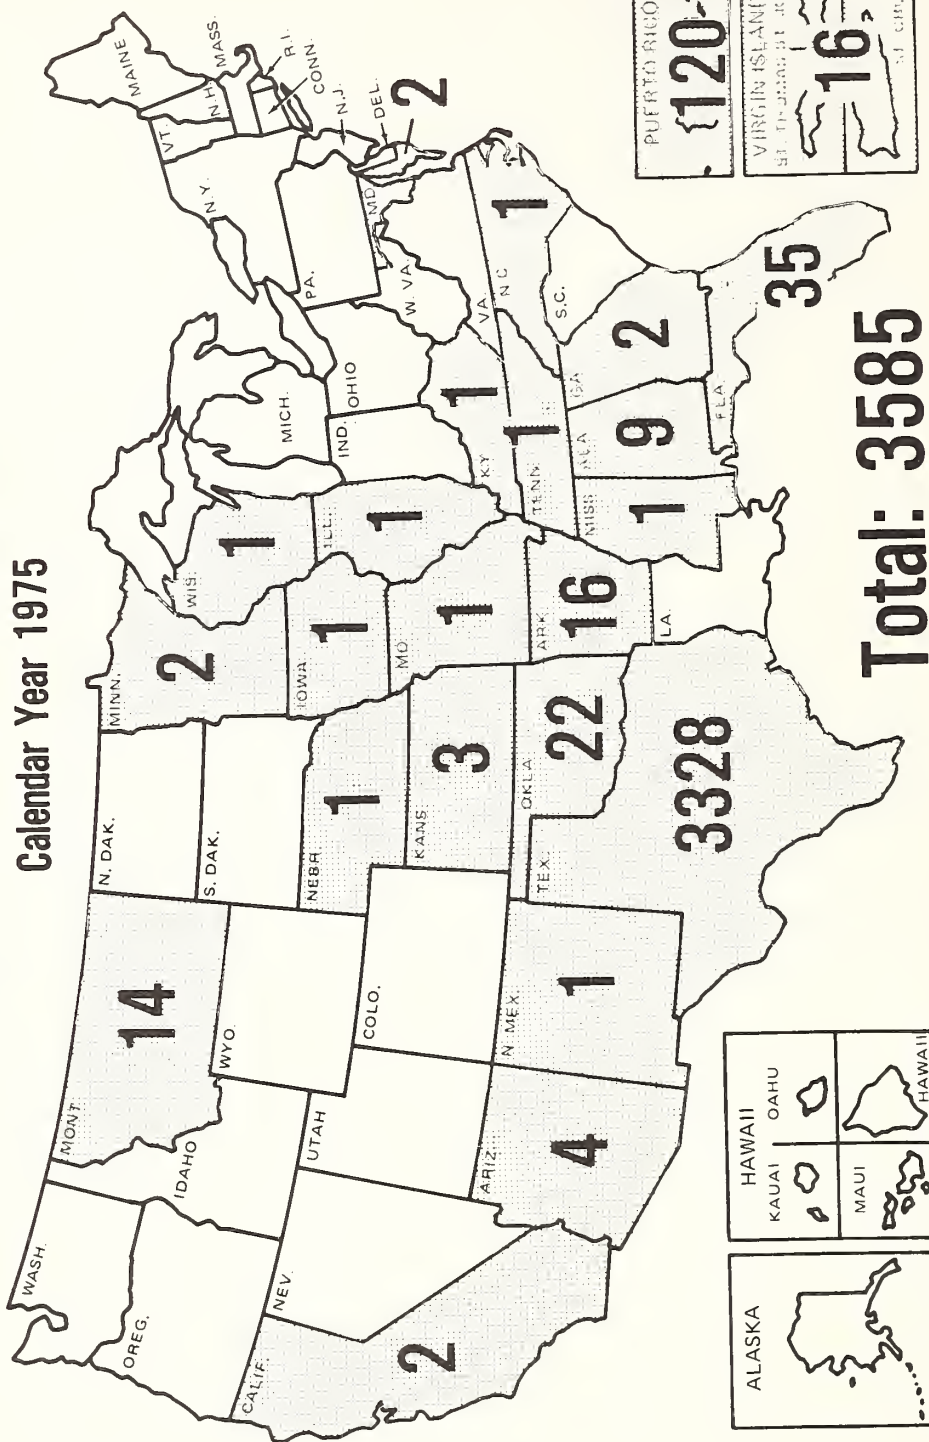 Calendar Year 1975
WASH.
OREG.
CALIF.
2
NEV.
IDAHO
MONT
14
WYO
UTAH
COLO.
ARIZ.
4
N MEX.
1
N. DAK.
S. DAK.
NEBR
1
KANS
3
OKLA
22
TEX.
3328
MINN.
2
IOWA
1
MO
1
ARK
16
LA.
WIS.
1
ILL.
1
MICH.
IND.
OHIO
KY
1
TENN
1
MISS
1
ALA
9
GA
2
FLA.
35
S.C.
N C
1
VA.
W. VA.
PA.
MD.
2
DEL.
N.J.
N.Y.
CONN.
R.I.
MASS.
VT.
N.H.
MAINE
ALASKA
HAWAII
KAUAI
OAHU
MAUI
HAWAII
PUERTO RICO
120
VIRGIN ISLAND
16
Total: 3585